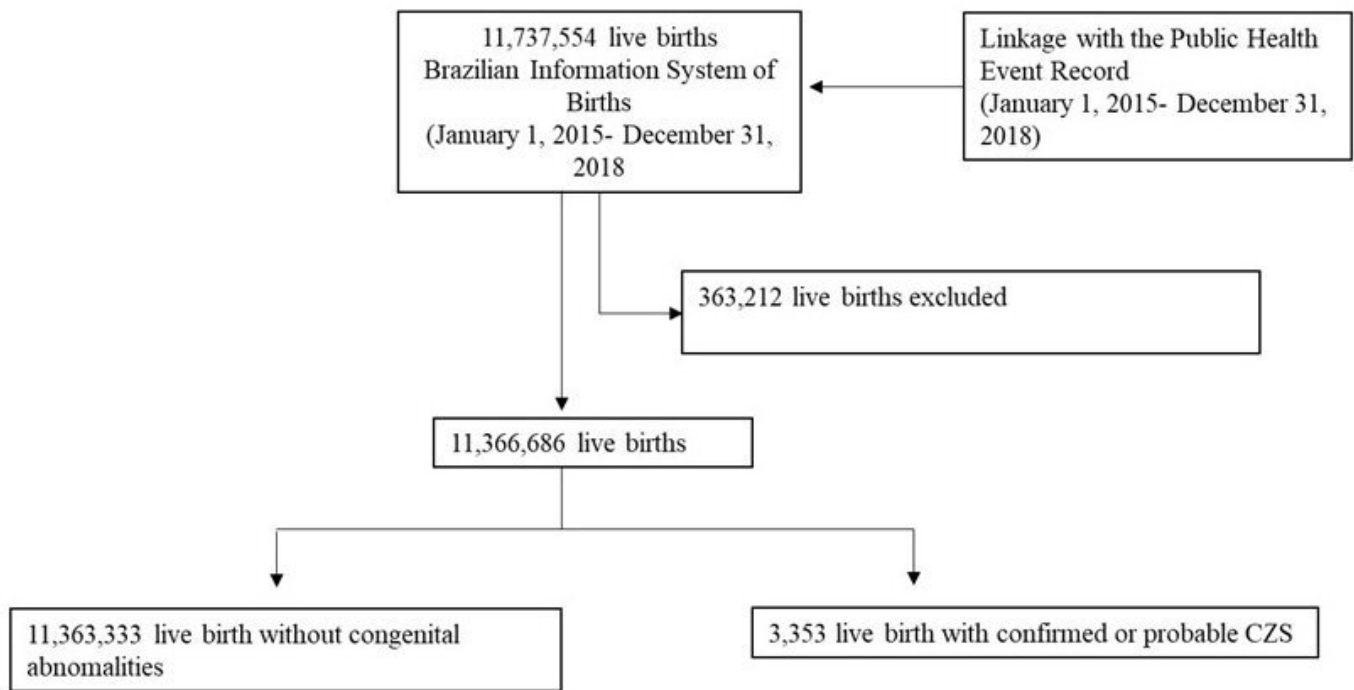 11,737,554 live births
Brazilian Information System of
Births
(January 1, 2015- December 31,
2018
Linkage with the Public Health
Event Record
(January 1, 2015- December 31,
2018)
363,212 live births excluded
11,366,686 live births
11,363,333 live birth without congenital
abnomalities
3,353 live birth with confirmed or probable CZS